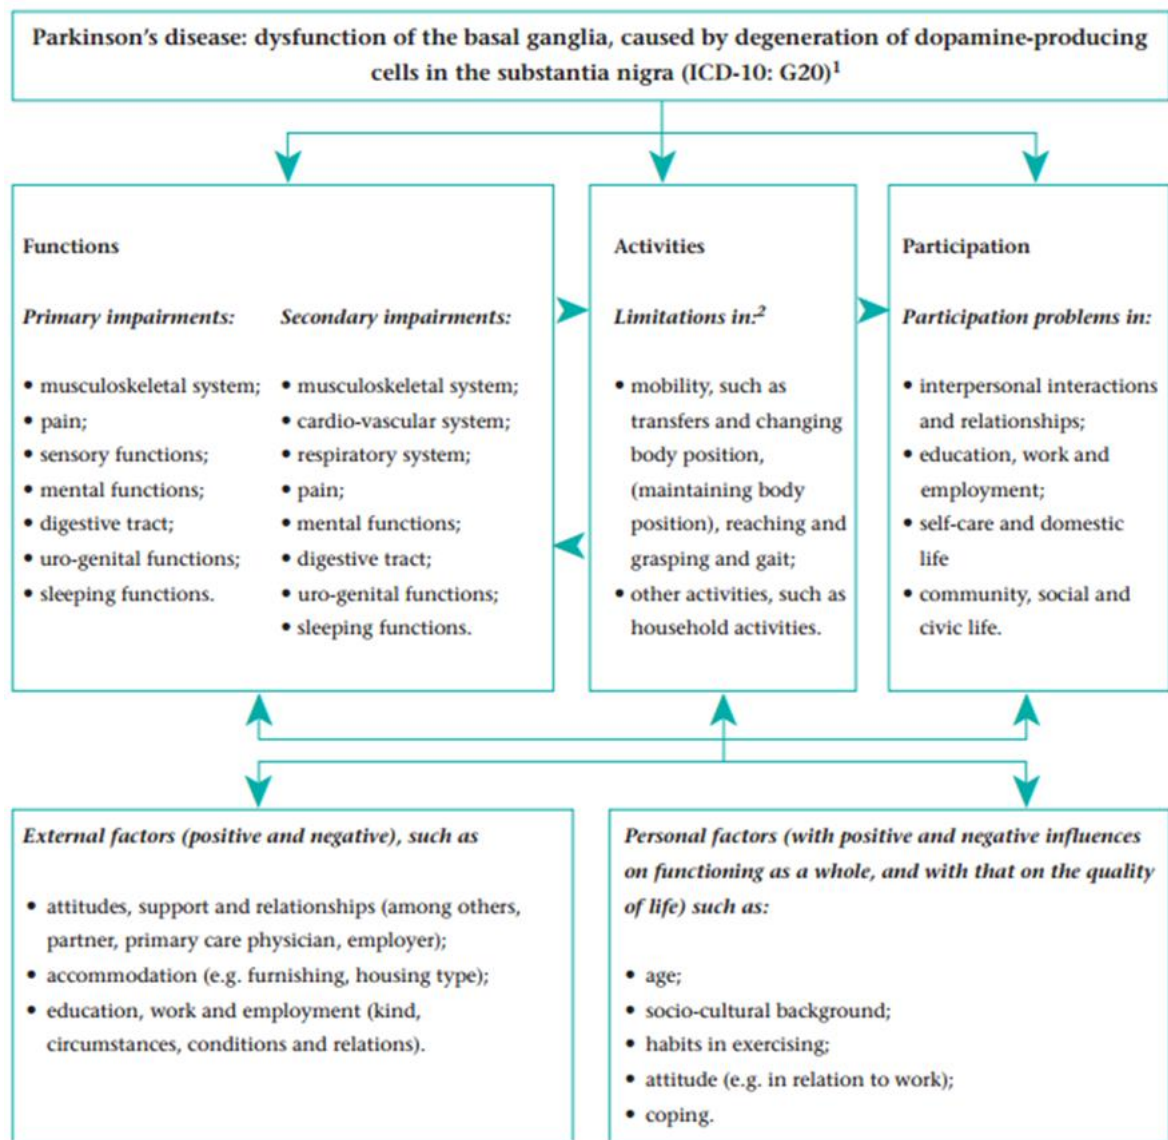 Parkinson’s disease: dysfunction of the basal ganglia, caused by degeneration of dopamine-producing
cells in the substantia nigra (ICD-10: G20)1
Functions
Primary impairments:
• musculoskeletal system;
• pain;
• sensory functions;
• mental functions;
• digestive tract;
• uro-genital functions;
• sleeping functions.
Secondary impairments:
• musculoskeletal system;
• cardio-vascular system;
• respiratory system;
• pain;
• mental functions;
• digestive tract;
• uro-genital functions;
• sleeping functions.
Activities
Limitations in:2
• mobility, such as
transfers and changing
body position,
(maintaining body
position), reaching and
grasping and gait;
• other activities, such as
household activities.
Participation
Participation problems in:
• interpersonal interactions
and relationships;
• education, work and
employment;
• self-care and domestic
life
• community, social and
civic life.
External factors (positive and negative), such as
• attitudes, support and relationships (among others,
partner, primary care physician, employer);
• accommodation (e.g. furnishing, housing type);
• education, work and employment (kind,
circumstances, conditions and relations).
Personal factors (with positive and negative influences
on functioning as a whole, and with that on the quality
of life) such as:
• age;
• socio-cultural background;
• habits in exercising;
• attitude (e.g. in relation to work);
• coping.